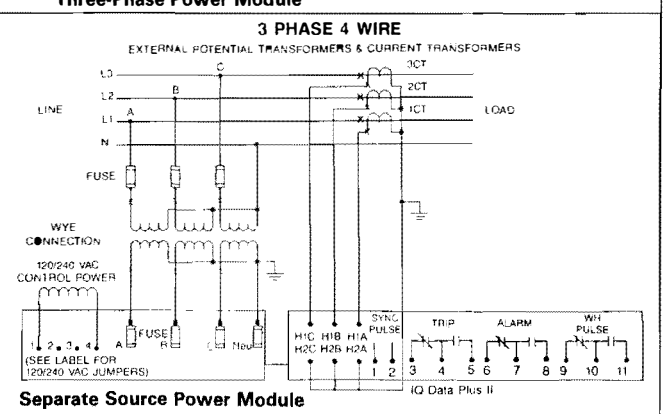 Three-Phase Power Module
3 PHASE 4 WIRE
EXTERNAL POTENTIAL TRANSFORMERS & CURRENT TRANSFORMERS
C
3CT
L3
B
2CT
L2
LINE
A
1CT
LOAD
L1
N
FUSE
WYE
CONNECTION
120/240 VAC
CONTROL POWER
1 2 3 4
A FUSE B C Neu
(SEE LABEL FOR
120/240 VAC JUMPERS)
SYNC
PULSE
TRIP
ALARM
WH
PULSE
H1C H1B H1A
H2C H2B H2A
1 2 3 4 5 6 7 8 9 10 11
IQ Data Plus II
Separate Source Power Module